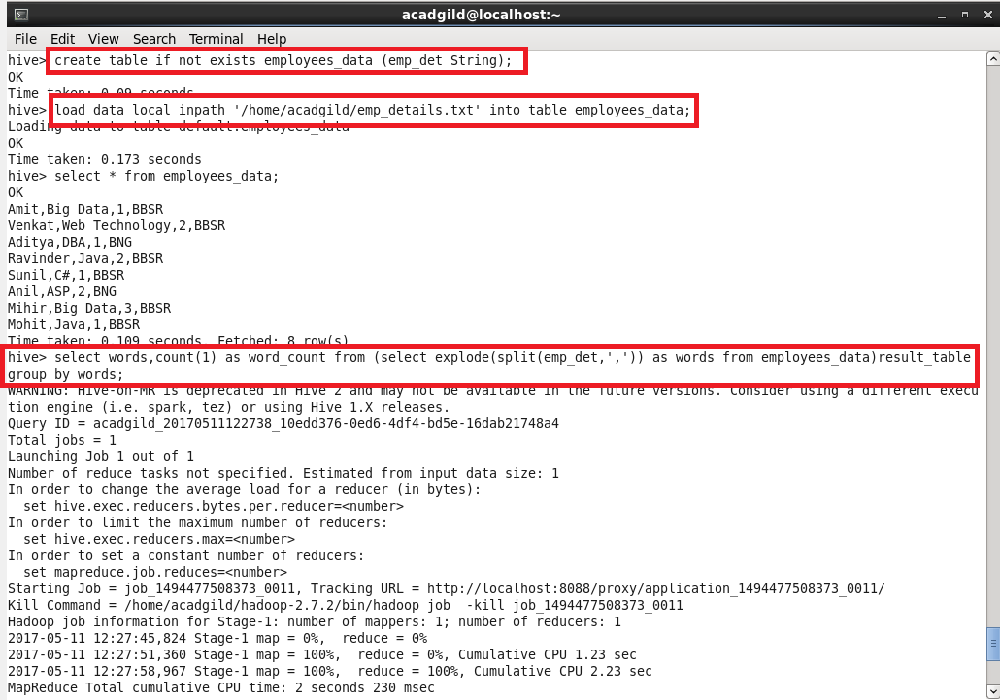 acadgild@localhost:~
File Edit View Search Terminal Help
hive> create table if not exists employees_data (emp_det String);
OK
Time taken: 0.09 seconds
hive> load data local inpath '/home/acadgild/emp_details.txt' into table employees_data;
Loading data to table default.employees_data
OK
Time taken: 0.173 seconds
hive> select * from employees_data;
OK
Amit,Big Data,1,BBSR
Venkat,Web Technology,2,BBSR
Aditya,DBA,1,BNG
Ravinder,Java,2,BBSR
Sunil,C#,1,BBSR
Anil,ASP,2,BNG
Mihir,Big Data,3,BBSR
Mohit,Java,1,BBSR
Time taken: 0.109 seconds, Fetched: 8 row(s)
hive> select words,count(1) as word_count from (select explode(split(emp_det,',')) as words from employees_data)result_table
group by words;
WARNING: Hive-on-MR is deprecated in Hive 2 and may not be available in the future versions. Consider using a different execu
tion engine (i.e. spark, tez) or using Hive 1.X releases.
Query ID = acadgild_20170511122738_10edd376-0ed6-4df4-bd5e-16dab21748a4
Total jobs = 1
Launching Job 1 out of 1
Number of reduce tasks not specified. Estimated from input data size: 1
In order to change the average load for a reducer (in bytes):
  set hive.exec.reducers.bytes.per.reducer=<number>
In order to limit the maximum number of reducers:
  set hive.exec.reducers.max=<number>
In order to set a constant number of reducers:
  set mapreduce.job.reduces=<number>
Starting Job = job_1494477508373_0011, Tracking URL = http://localhost:8088/proxy/application_1494477508373_0011/
Kill Command = /home/acadgild/hadoop-2.7.2/bin/hadoop job  -kill job_1494477508373_0011
Hadoop job information for Stage-1: number of mappers: 1; number of reducers: 1
2017-05-11 12:27:45,824 Stage-1 map = 0%,  reduce = 0%
2017-05-11 12:27:51,360 Stage-1 map = 100%,  reduce = 0%, Cumulative CPU 1.23 sec
2017-05-11 12:27:58,967 Stage-1 map = 100%,  reduce = 100%, Cumulative CPU 2.23 sec
MapReduce Total cumulative CPU time: 2 seconds 230 msec